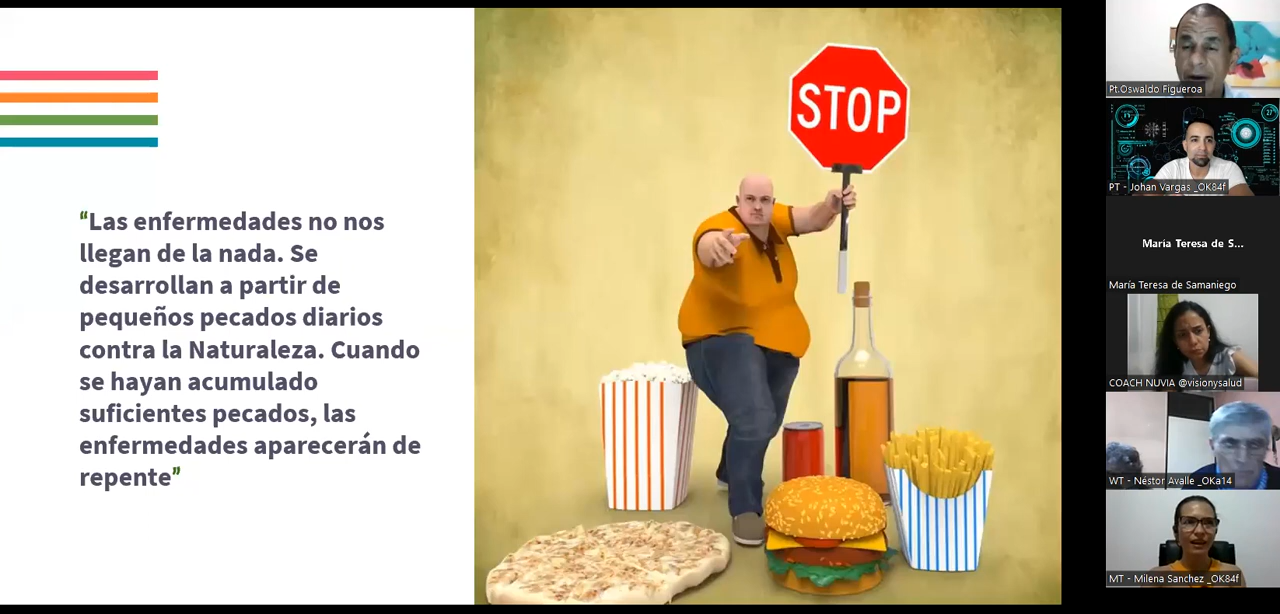 “Las enfermedades no nos
llegan de la nada. Se
desarrollan a partir de
pequeños pecados diarios
contra la Naturaleza. Cuando
se hayan acumulado
suficientes pecados, las
enfermedades aparecerán de
repente”
STOP
Pt.Oswaldo Figueroa
27
PT - Johan Vargas _OK84f
María Teresa de S...
María Teresa de Samaniego
COACH NUVIA @visionysalud
WT - Néstor Avalle _OKa14
MT - Milena Sanchez _OK84f